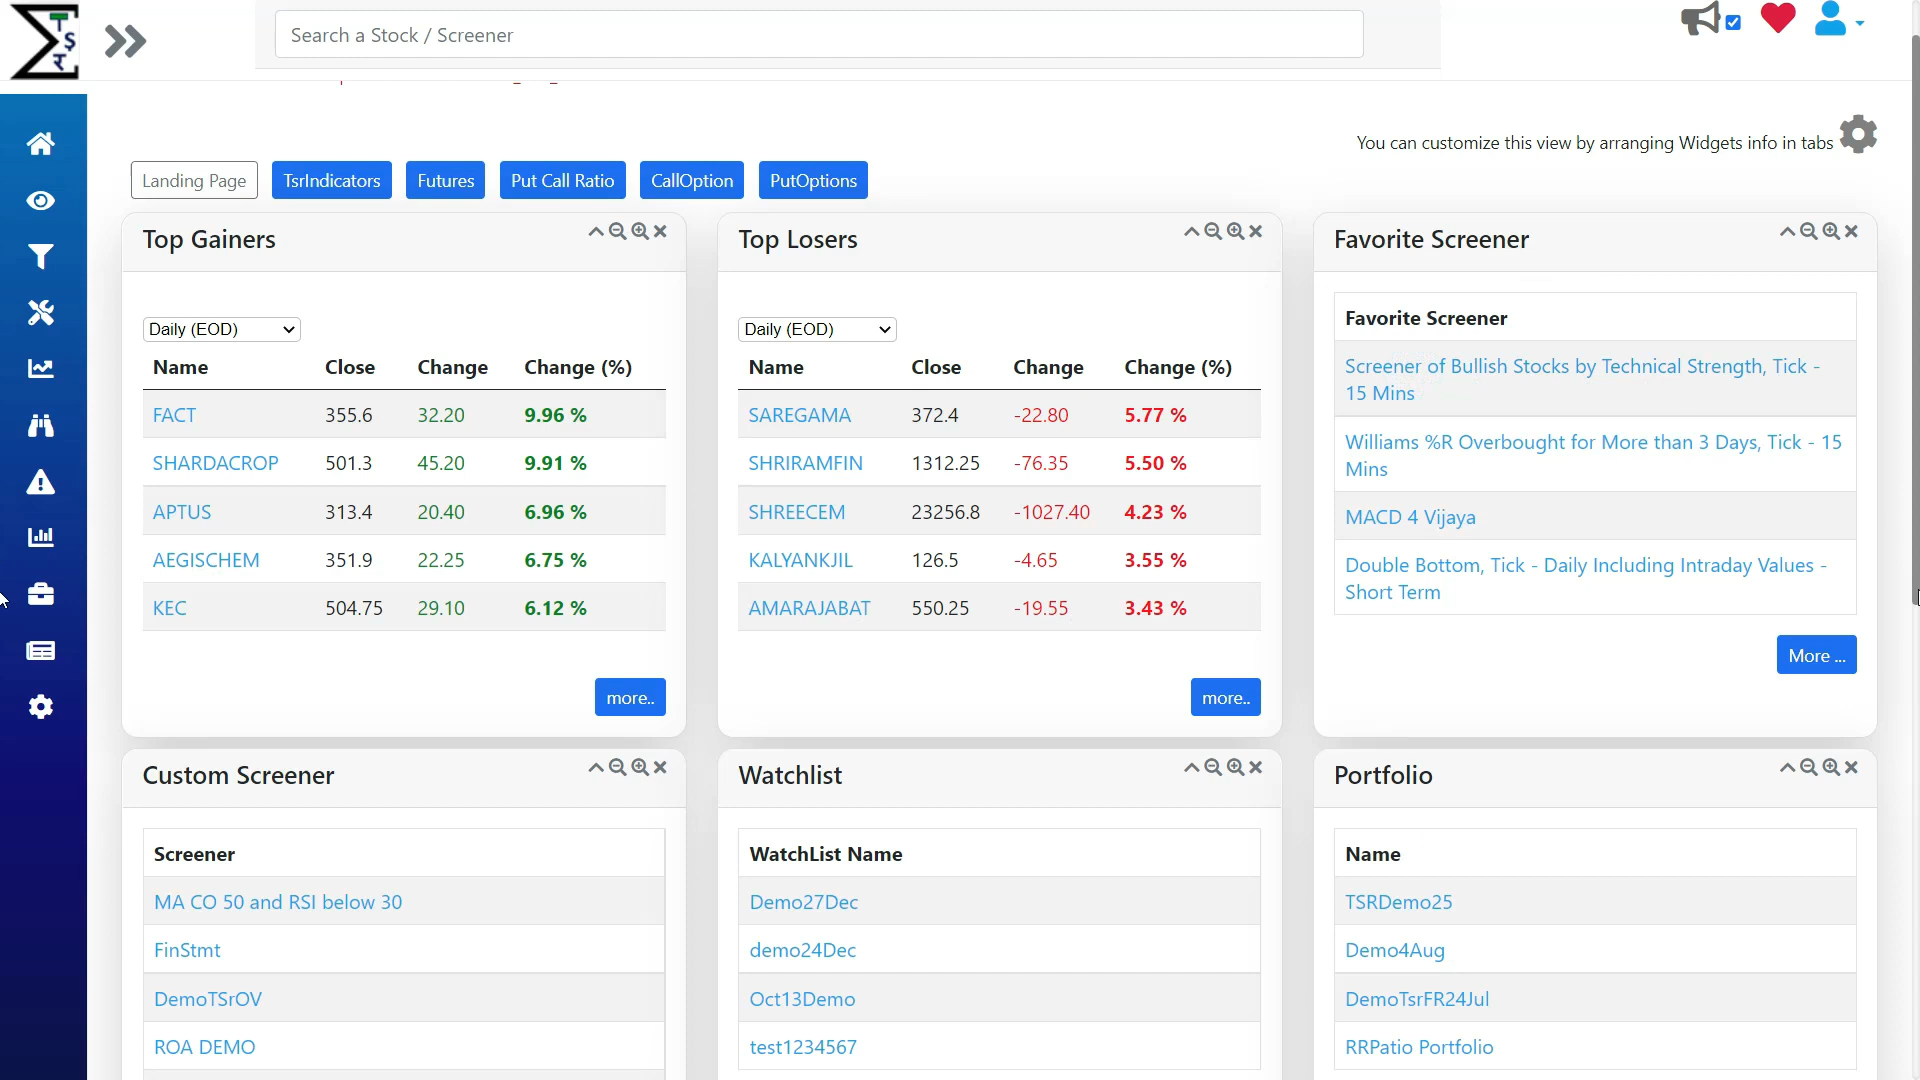 Search a Stock / Screener
You can customize this view by arranging Widgets info in tabs
Landing Page TsrIndicators Futures Put Call Ratio CallOption PutOptions
Top Gainers
Daily (EOD)
Name Close Change Change (%)
FACT 355.6 32.20 9.96 %
SHARDACROP 501.3 45.20 9.91 %
APTUS 313.4 20.40 6.96 %
AEGISCHEM 351.9 22.25 6.75 %
KEC 504.75 29.10 6.12 %
more..
Top Losers
Daily (EOD)
Name Close Change Change (%)
SAREGAMA 372.4 -22.80 5.77 %
SHRIRAMFIN 1312.25 -76.35 5.50 %
SHREECEM 23256.8 -1027.40 4.23 %
KALYANKJIL 126.5 -4.65 3.55 %
AMARAJABAT 550.25 -19.55 3.43 %
more..
Favorite Screener
Favorite Screener
Screener of Bullish Stocks by Technical Strength, Tick -
15 Mins
Williams %R Overbought for More than 3 Days, Tick - 15
Mins
MACD 4 Vijaya
Double Bottom, Tick - Daily Including Intraday Values -
Short Term
More ...
Custom Screener
Screener
MA CO 50 and RSI below 30
FinStmt
DemoTSrOV
ROA DEMO
Watchlist
WatchList Name
Demo27Dec
demo24Dec
Oct13Demo
test1234567
Portfolio
Name
TSRDemo25
Demo4Aug
DemoTsrFR24Jul
RRPatio Portfolio